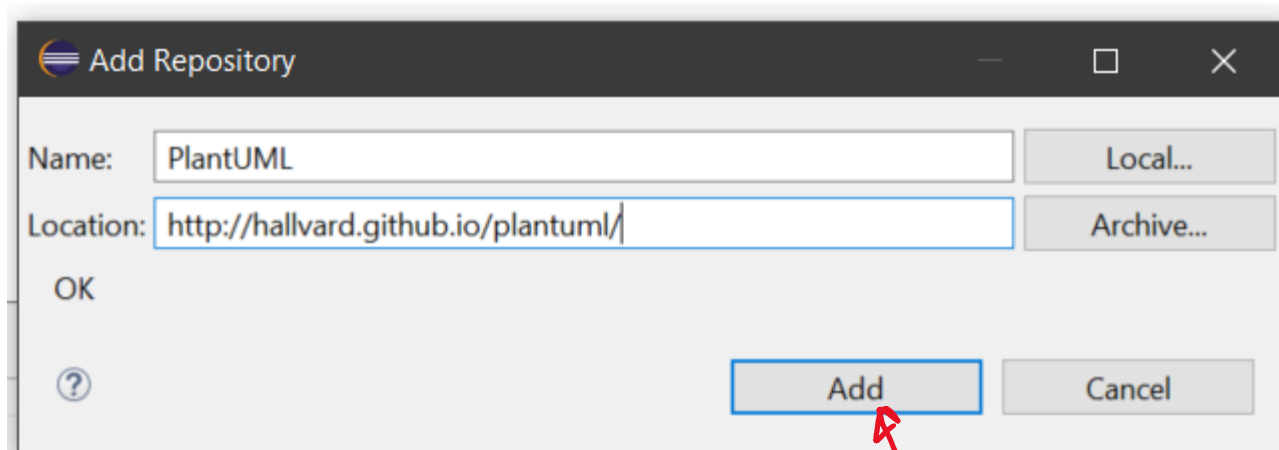 Add Repository
Name: PlantUML Local...
Location: http://hallvard.github.io/plantuml/ Archive...
OK
? Add Cancel